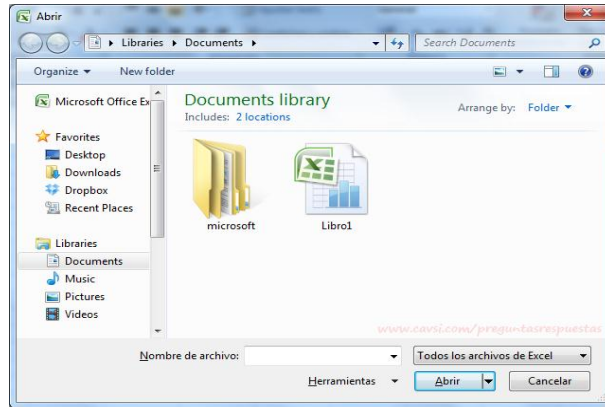 Abrir
Libraries Documents
Search Documents
Organize
New folder
Microsoft Office Ex
Favorites
Desktop
Downloads
Dropbox
Recent Places
Libraries
Documents
Music
Pictures
Videos
Documents library
Includes: 2 locations
Arrange by: Folder
microsoft
Libro1
www.cavsi.com/preguntasrespuestas
Nombre de archivo:
Todos los archivos de Excel
Herramientas
Abrir
Cancelar